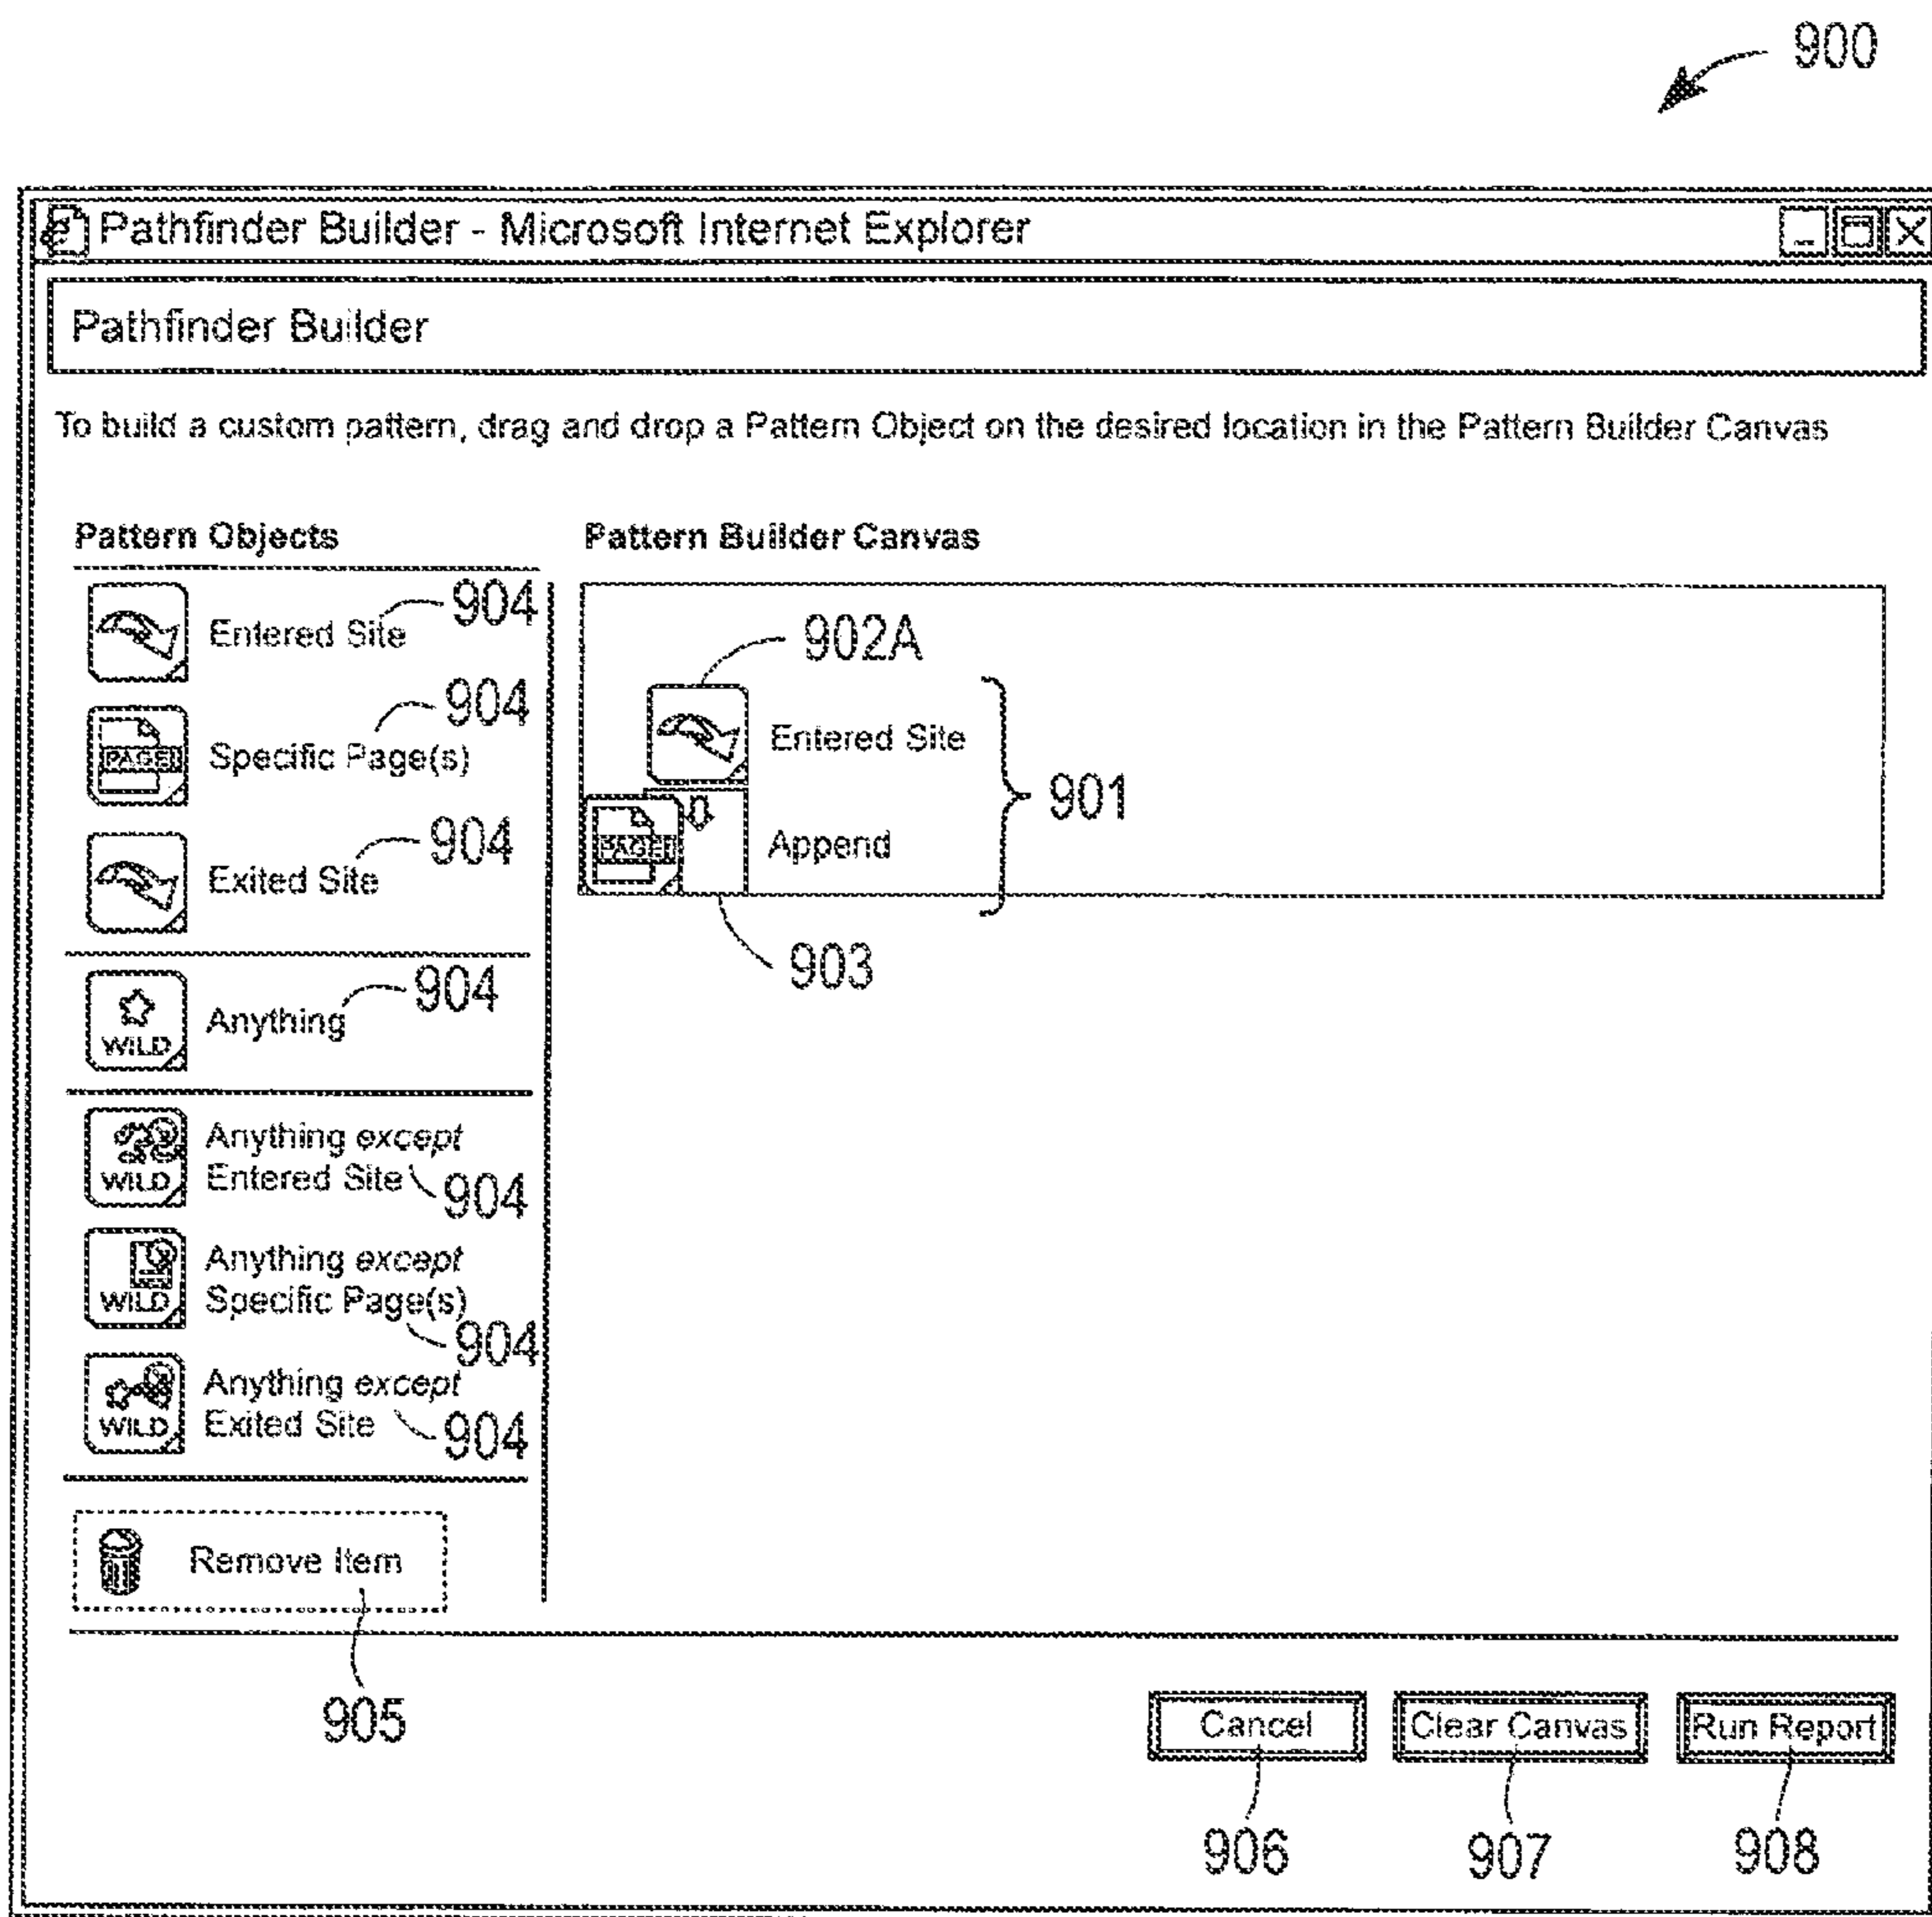 900
Pathfinder Builder - Microsoft Internet Explorer
Pathfinder Builder
To build a custom pattern, drag and drop a Pattern Object on the desired location in the Pattern Builder Canvas
Pattern Objects
Entered Site
904
PAGE
Specific Page(s)
904
Exited Site
904
WILD
Anything
904
WILD
Anything except
Entered Site
904
WILD
Anything except
Specific Page(s)
904
WILD
Anything except
Exited Site
904
Remove Item
905
Pattern Builder Canvas
902A
Entered Site
PAGE
Append
901
903
Cancel
Clear Canvas
Run Report
906
907
908